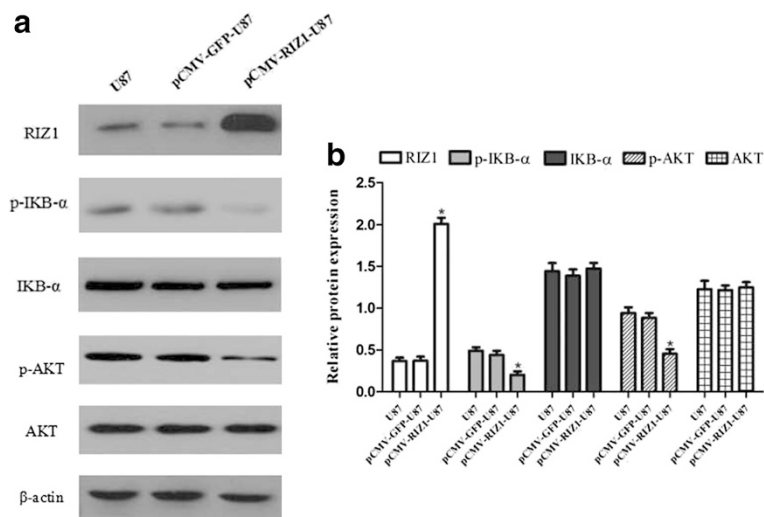 a
U87
pCMV-GFP-U87
pCMV-RIZ1-U87
RIZ1
p-IKB-α
IKB-α
p-AKT
AKT
β-actin
b
RIZ1 p-IKB-α IKB-α p-AKT AKT
Relative protein expression
2.5
2.0
1.5
1.0
0.5
0.0
*
*
*
U87
pCMV-GFP-U87
pCMV-RIZ1-U87
U87
pCMV-GFP-U87
pCMV-RIZ1-U87
U87
pCMV-GFP-U87
pCMV-RIZ1-U87
U87
pCMV-GFP-U87
pCMV-RIZ1-U87
U87
pCMV-GFP-U87
pCMV-RIZ1-U87